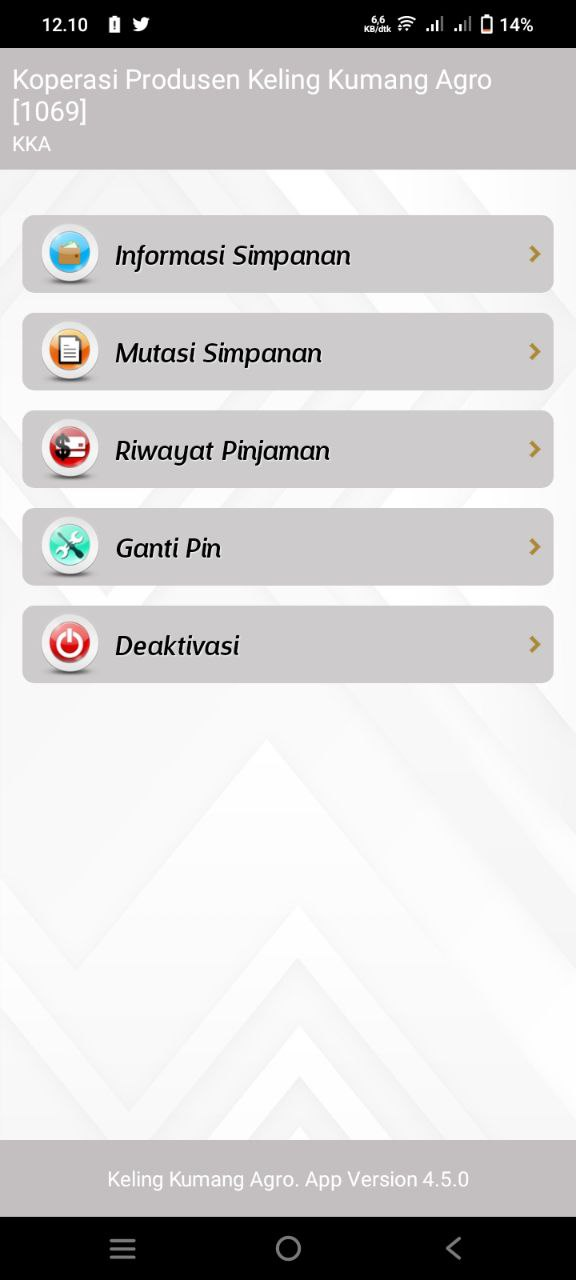 12.10
6,6
KB/dtk
14%
Koperasi Produsen Keling Kumang Agro
[1069]
KKA
Informasi Simpanan
Mutasi Simpanan
Riwayat Pinjaman
Ganti Pin
Deaktivasi
Keling Kumang Agro. App Version 4.5.0